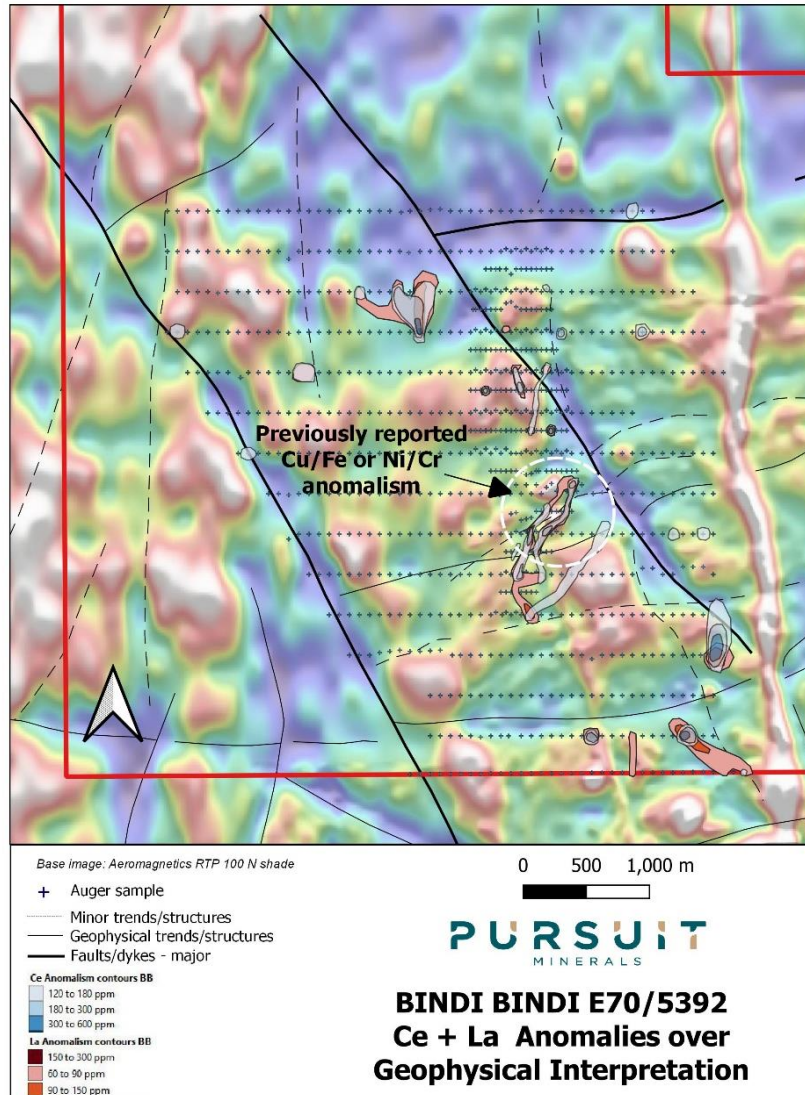 Previously reported
Cu/Fe or Ni/Cr
anomalism
Base image: Aeromagnetics RTP 100 N shade
Auger sample
Minor trends/structures
Geophysical trends/structures
Faults/dykes - major
Ce Anomalism contours BB
120 to 180 ppm
180 to 300 ppm
300 to 600 ppm
La Anomalism contours BB
150 to 300 ppm
60 to 90 ppm
90 to 150 ppm
0 500 1,000 m
PURSUIT
MINERALS
BINDI BINDI E70/5392
Ce + La Anomalies over
Geophysical Interpretation